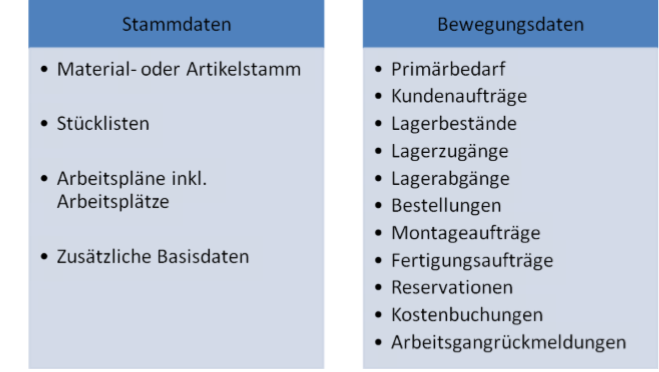 Stammdaten
• Material- oder Artikelstamm
• Stücklisten
• Arbeitspläne inkl.
Arbeitsplätze
• Zusätzliche Basisdaten
Bewegungsdaten
• Primärbedarf
• Kundenaufträge
• Lagerbestände
• Lagerzugänge
• Lagerabgänge
• Bestellungen
• Montageaufträge
• Fertigungsaufträge
• Reservationen
• Kostenbuchungen
• Arbeitsgangrückmeldungen